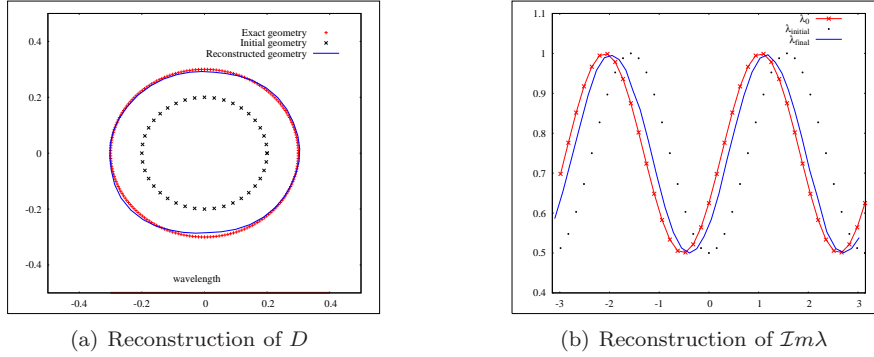 Exact geometry
Initial geometry
Reconstructed geometry
0.4
0.2
0
-0.2
-0.4
wavelength
-0.4
-0.2
0
0.2
0.4
(a) Reconstruction of D
λ0
λinitial
λfinal
1.1
1
0.9
0.8
0.7
0.6
0.5
0.4
-3
-2
-1
0
1
2
3
(b) Reconstruction of ℐmλ